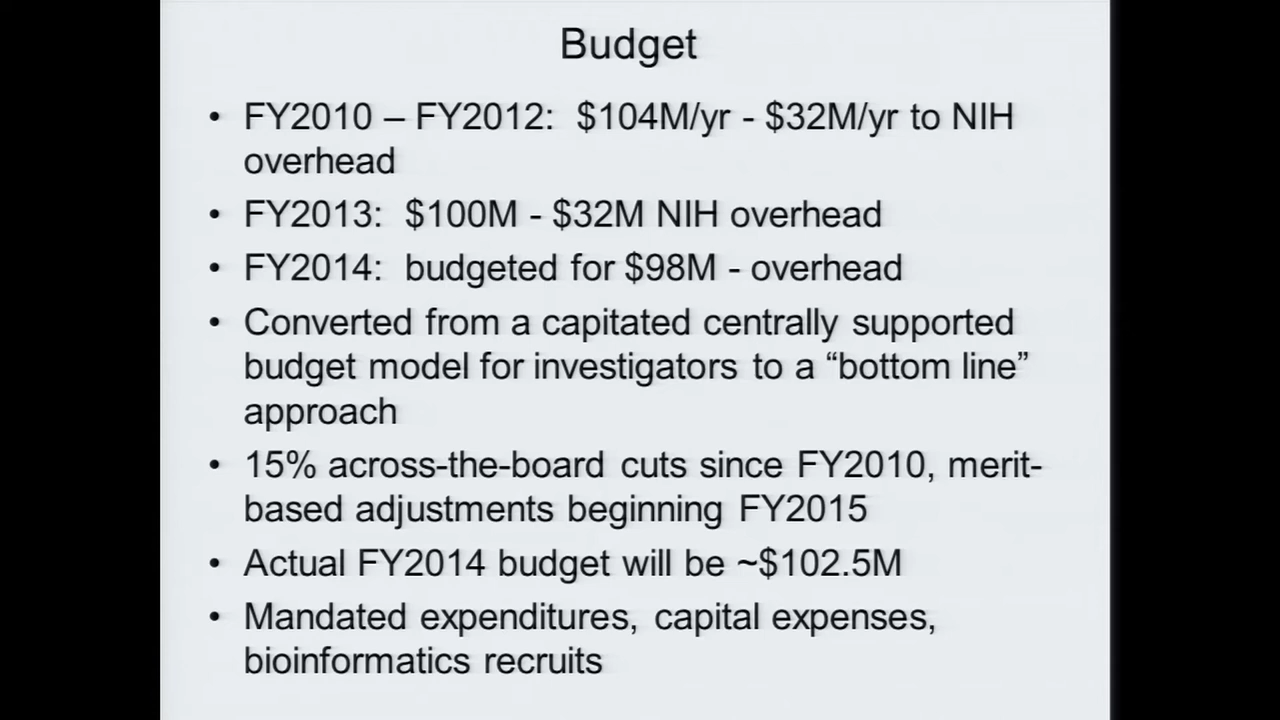 Budget
• FY2010 – FY2012: $104M/yr - $32M/yr to NIH
overhead
• FY2013: $100M - $32M NIH overhead
• FY2014: budgeted for $98M - overhead
• Converted from a capitated centrally supported
budget model for investigators to a “bottom line”
approach
• 15% across-the-board cuts since FY2010, merit-
based adjustments beginning FY2015
• Actual FY2014 budget will be ~$102.5M
• Mandated expenditures, capital expenses,
bioinformatics recruits